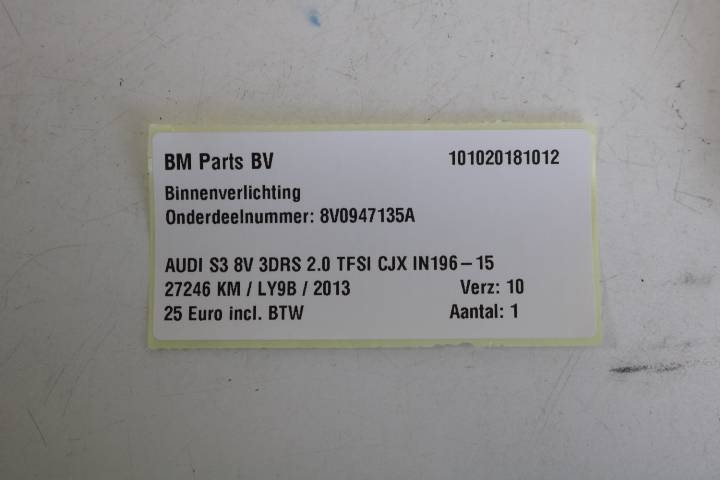 BM Parts BV 101020181012
Binnenverlichting
Onderdeelnummer: 8V0947135A
AUDI S3 8V 3DRS 2.0 TFSI CJX IN196-15
27246 KM / LY9B / 2013 Verz: 10
25 Euro incl. BTW Aantal: 1